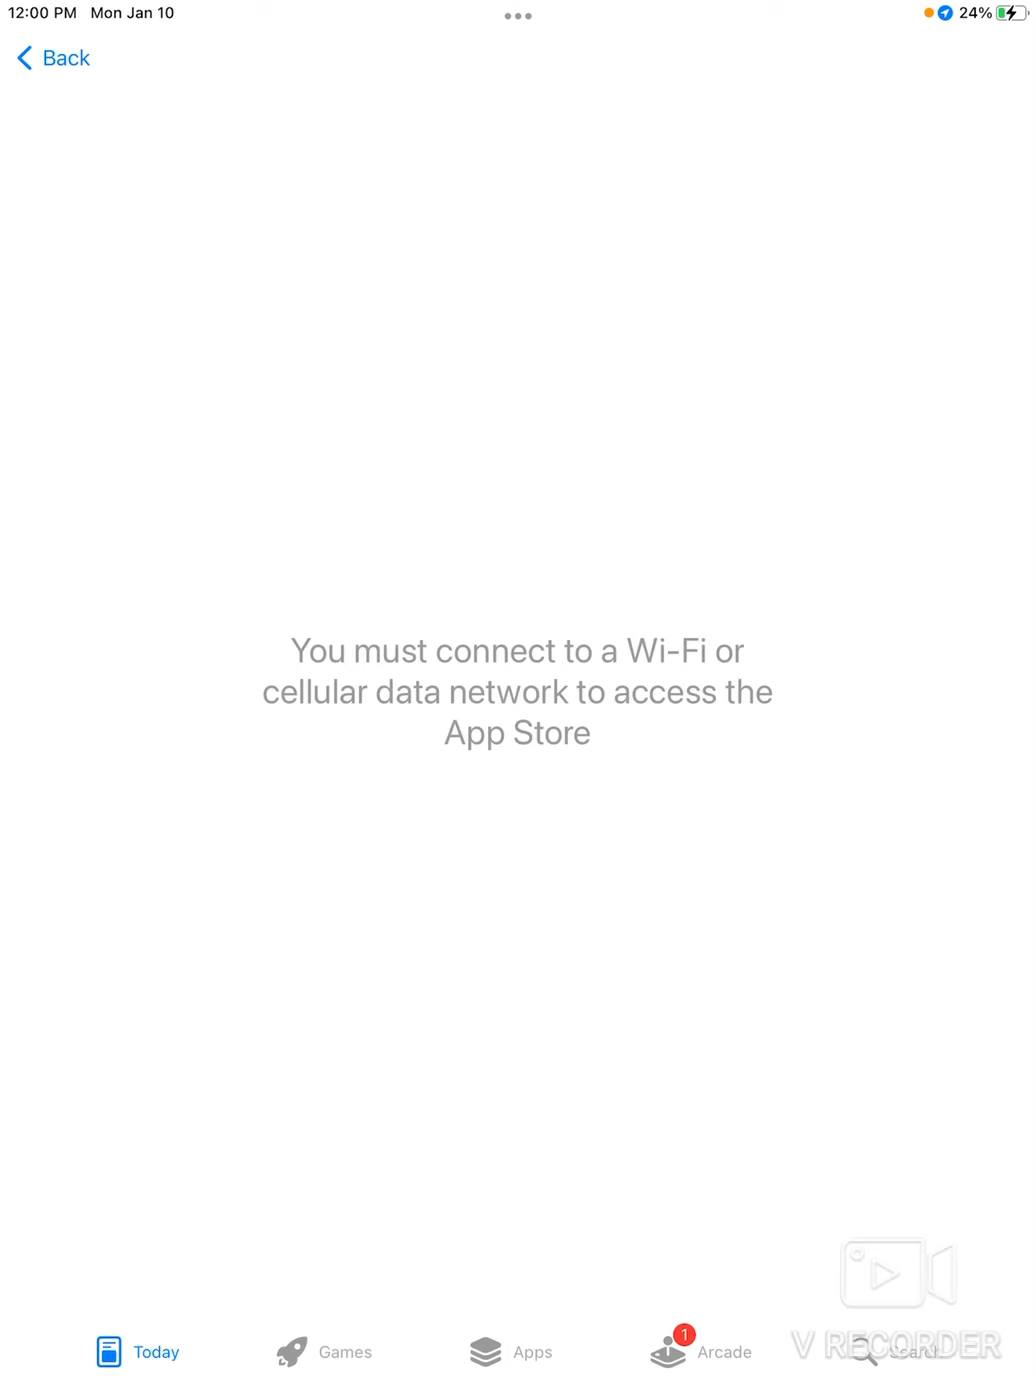 12:00 PM Mon Jan 10
24%
Back
You must connect to a Wi-Fi or
cellular data network to access the
App Store
1
Today Games Apps Arcade Search
V RECORDER